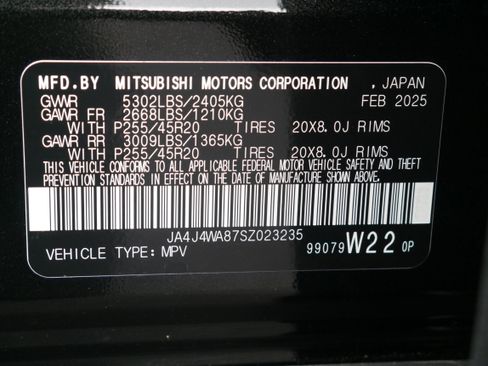 MFD.BY MITSUBISHI MOTORS CORPORATION , JAPAN
GVWR 5302LBS/2405KG FEB 2025
GAWR FR 2668LBS/1210KG
WITH P255/45R20 TIRES 20X8.0J RIMS
GAWR RR 3009LBS/1365KG
WITH P255/45R20 TIRES 20X8.0J RIMS
THIS VEHICLE CONFORMS TO ALL APPLICABLE FEDERAL MOTOR VEHICLE SAFETY AND THEFT
PREVENTION STANDARDS IN EFFECT ON THE DATE OF MANUFACTURE SHOWN ABOVE.
JA4J4WA87SZ023235
VEHICLE TYPE: MPV 99079 W22 0P